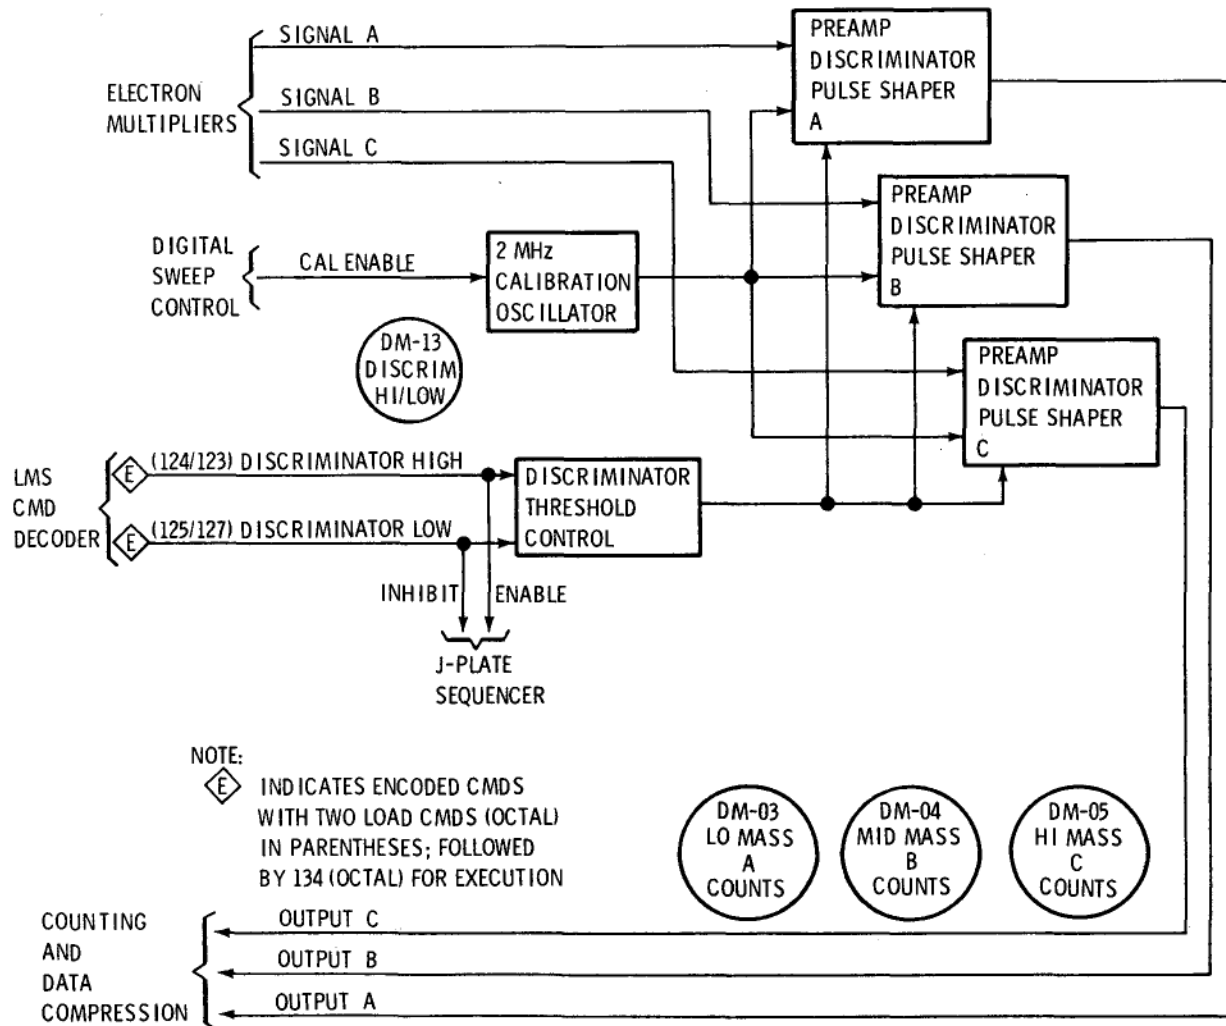 SIGNAL A
SIGNAL B
SIGNAL C
ELECTRON
MULTIPLIERS
PREAMP
DISCRIMINATOR
PULSE SHAPER
A
PREAMP
DISCRIMINATOR
PULSE SHAPER
B
DIGITAL
SWEEP
CONTROL
CAL ENABLE
2 MHz
CALIBRATION
OSCILLATOR
DM-13
DISCRIM
HI/LOW
PREAMP
DISCRIMINATOR
PULSE SHAPER
C
LMS
CMD
DECODER
E
(124/123) DISCRIMINATOR HIGH
E
(125/127) DISCRIMINATOR LOW
DISCRIMINATOR
THRESHOLD
CONTROL
INHIBIT
ENABLE
J-PLATE
SEQUENCER
NOTE:
E
INDICATES ENCODED CMDS
WITH TWO LOAD CMDS (OCTAL)
IN PARENTHESES; FOLLOWED
BY 134 (OCTAL) FOR EXECUTION
DM-03
LO MASS
A
COUNTS
DM-04
MID MASS
B
COUNTS
DM-05
HI MASS
C
COUNTS
COUNTING
AND
DATA
COMPRESSION
OUTPUT C
OUTPUT B
OUTPUT A